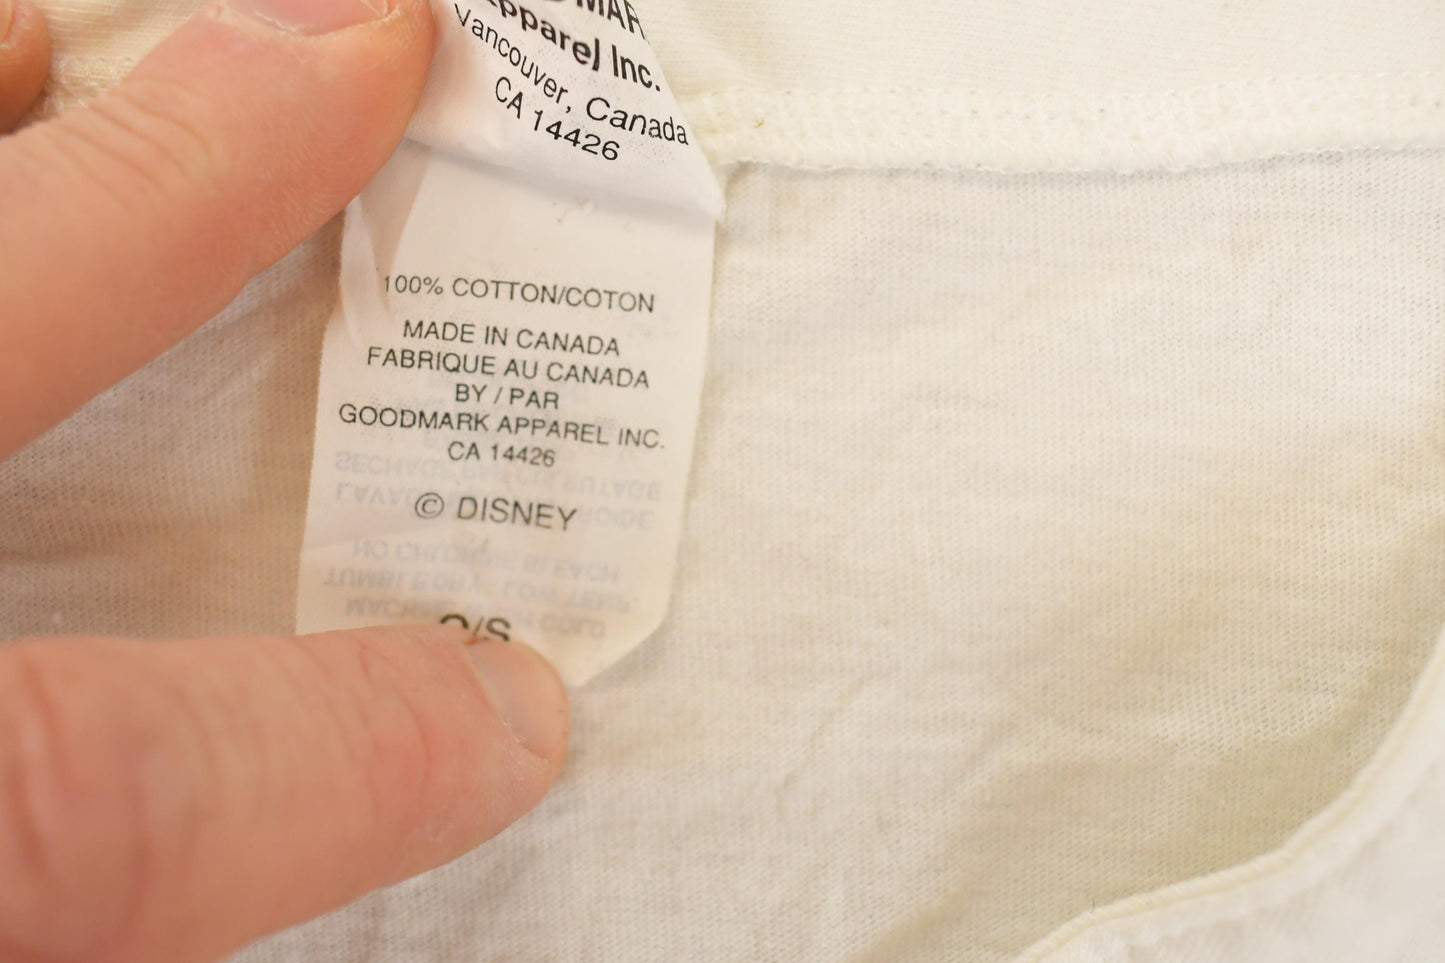 Apparel Inc.
Vancouver, Canada
CA 14426
100% COTTON/COTON
MADE IN CANADA
FABRIQUE AU CANADA
BY / PAR
GOODMARK APPAREL INC.
CA 14426
© DISNEY
O/S